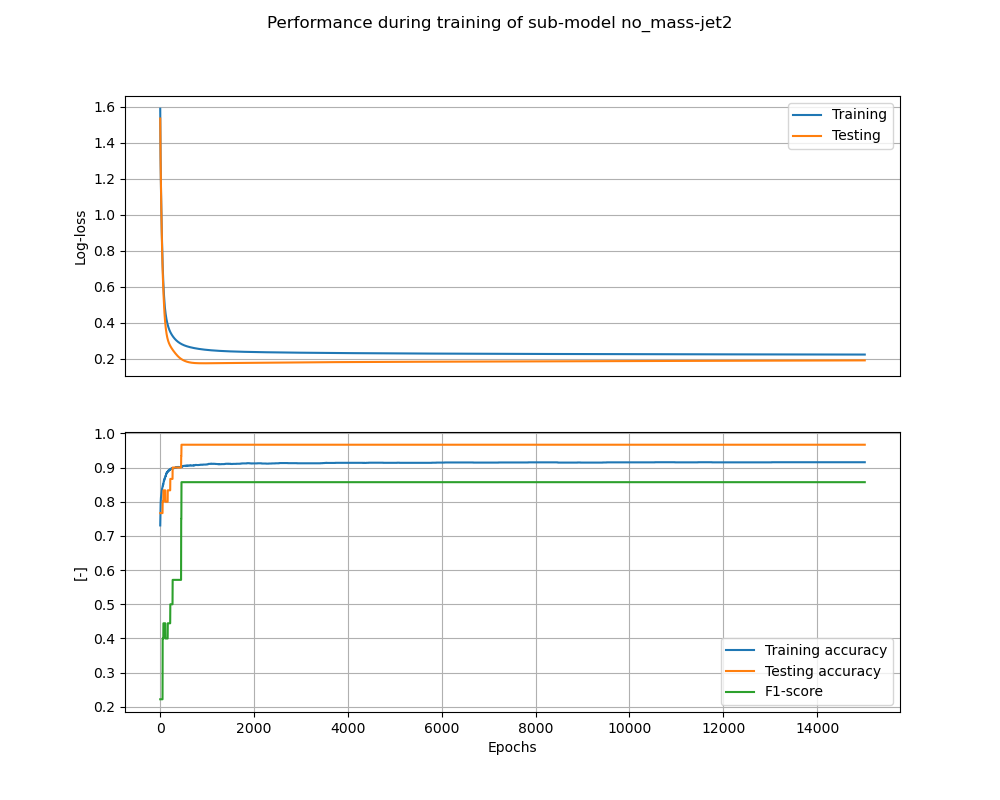 Performance during training of sub-model no_mass-jet2
1.6
1.4
1.2
1.0
0.8
0.6
0.4
0.2
Log-loss
Training
Testing
1.0
0.9
0.8
0.7
0.6
0.5
0.4
0.3
0.2
[-]
Training accuracy
Testing accuracy
F1-score
0 2000 4000 6000 8000 10000 12000 14000
Epochs